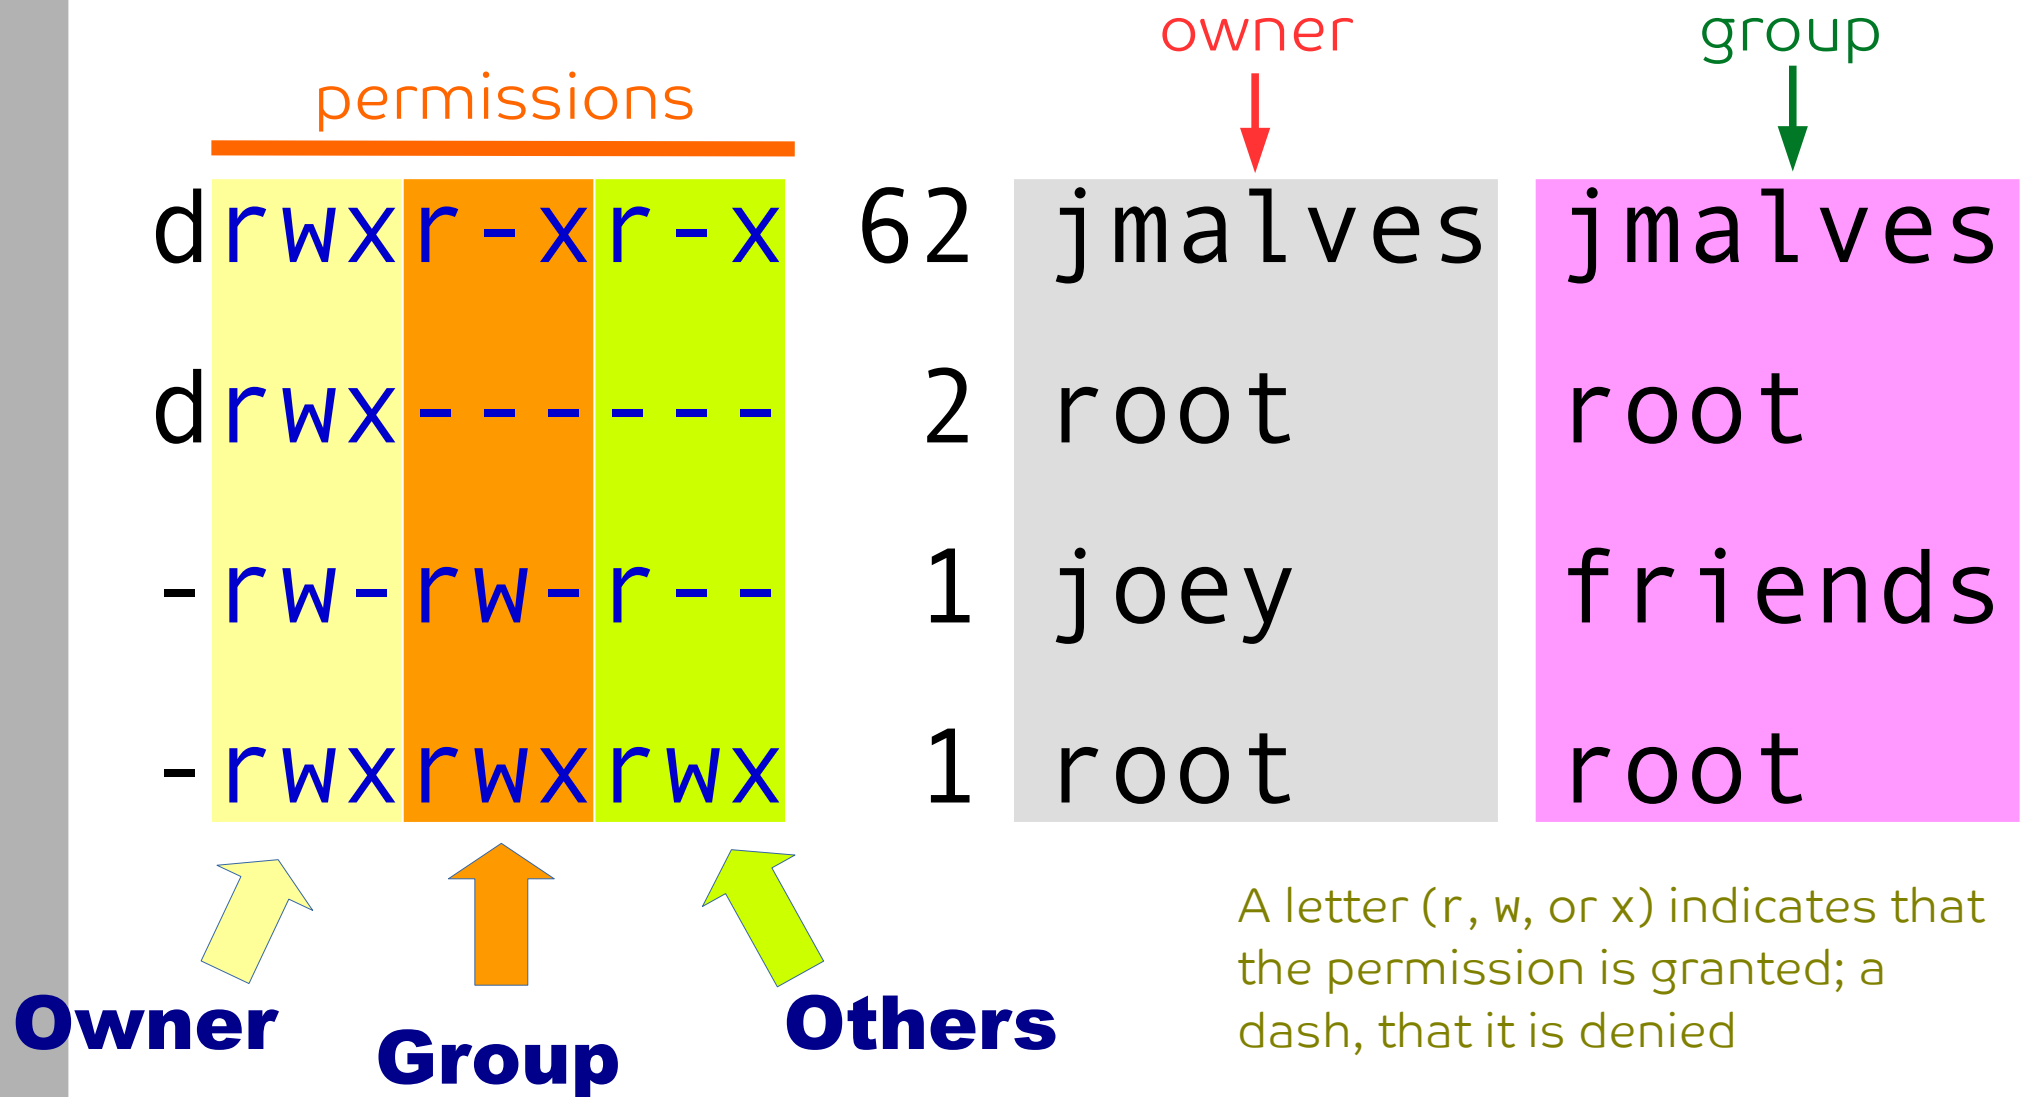 owner
group
permissions
drwxr-xr-x 62 jmalves jmalves
drwx------ 2 root root
-rw-rw-r-- 1 joey friends
-rwxrwxrwx 1 root root
A letter (r, w, or x) indicates that
the permission is granted; a
dash, that it is denied
Owner
Group
Others